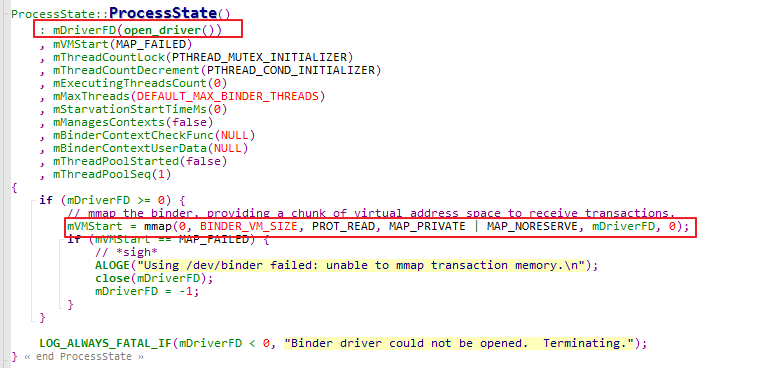 ProcessState::ProcessState()
: mDriverFD(open_driver())
, mVMStart(MAP_FAILED)
, mThreadCountLock(PTHREAD_MUTEX_INITIALIZER)
, mThreadCountDecrement(PTHREAD_COND_INITIALIZER)
, mExecutingThreadsCount(0)
, mMaxThreads(DEFAULT_MAX_BINDER_THREADS)
, mStarvationStartTimeMs(0)
, mManagesContexts(false)
, mBinderContextCheckFunc(NULL)
, mBinderContextUserData(NULL)
, mThreadPoolStarted(false)
, mThreadPoolSeq(1)
{
if (mDriverFD >= 0) {
// mmap the binder, providing a chunk of virtual address space to receive transactions.
mVMStart = mmap(0, BINDER_VM_SIZE, PROT_READ, MAP_PRIVATE | MAP_NORESERVE, mDriverFD, 0);
if (mVMStart == MAP_FAILED) {
// *sigh*
ALOGE("Using /dev/binder failed: unable to mmap transaction memory.\n");
close(mDriverFD);
mDriverFD = -1;
}
}
LOG_ALWAYS_FATAL_IF(mDriverFD < 0, "Binder driver could not be opened.  Terminating.");
} « end ProcessState »